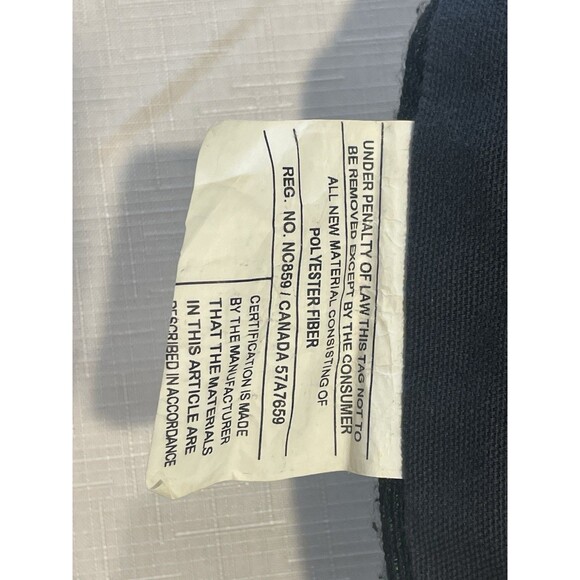 UNDER PENALTY OF LAW THIS TAG NOT TO
BE REMOVED EXCEPT BY THE CONSUMER
ALL NEW MATERIAL CONSISTING OF
POLYESTER FIBER
REG. NO. NC859 / CANADA 57A7659
CERTIFICATION IS MADE
BY THE MANUFACTURER
THAT THE MATERIALS
IN THIS ARTICLE ARE
DESCRIBED IN ACCORDANCE